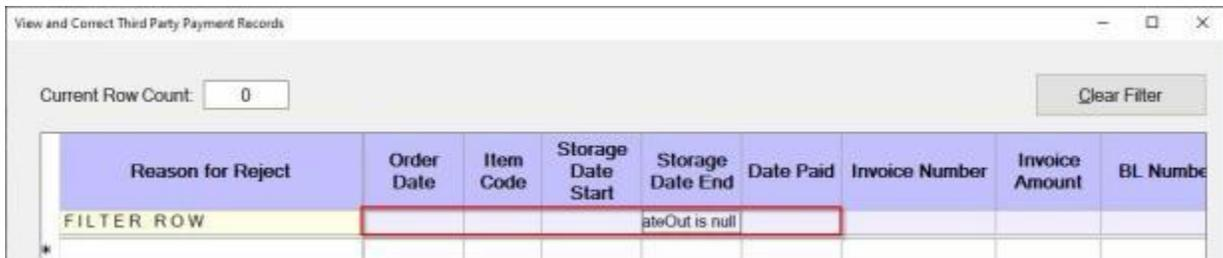 View and Correct Third Party Payment Records
Current Row Count: 0
Clear Filter
Reason for Reject
Order
Date
Item
Code
Storage
Date
Start
Storage
Date End
Date Paid
Invoice Number
Invoice
Amount
BL Numbe
FILTER ROW
ateOut is null
*